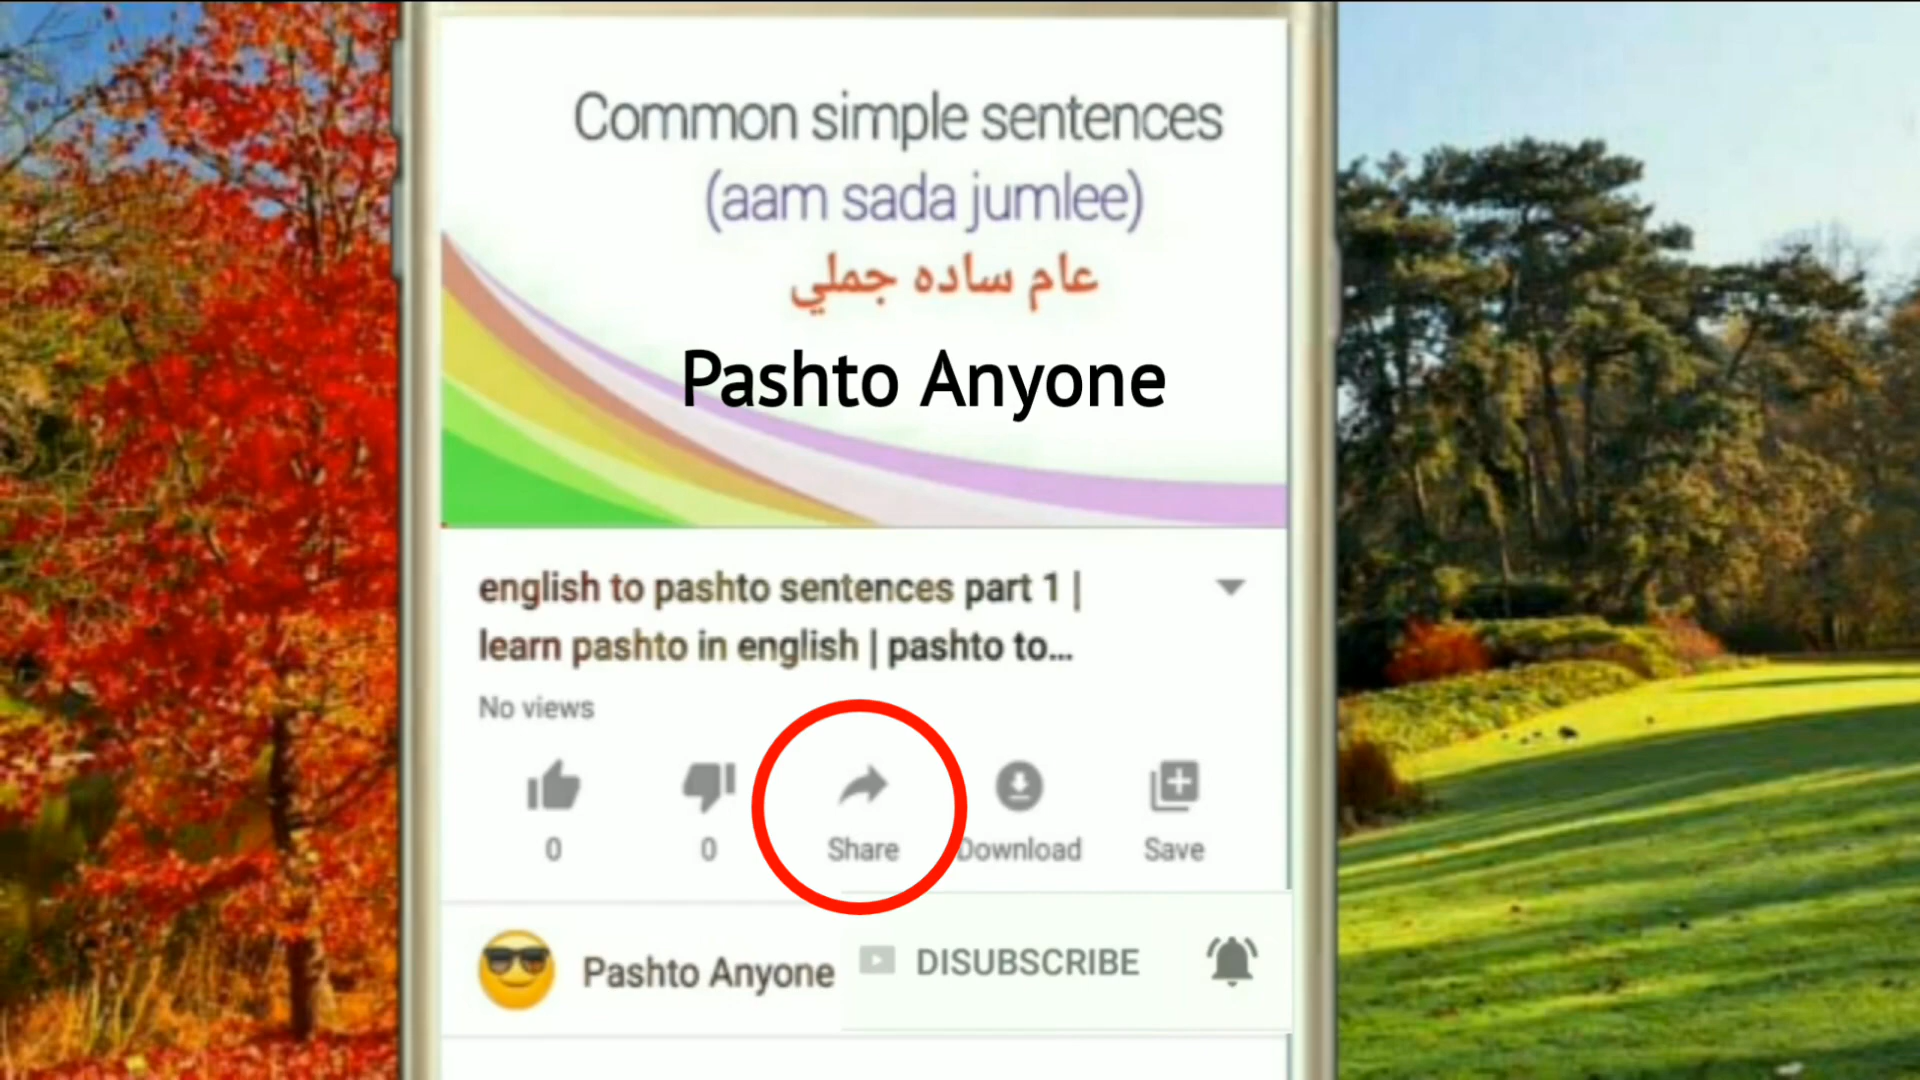 Common simple sentences
(aam sada jumlee)
عام ساده جملي
Pashto Anyone
english to pashto sentences part 1 |
learn pashto in english | pashto to...
No views
0 0 Share Download Save
Pashto Anyone DISUBSCRIBE